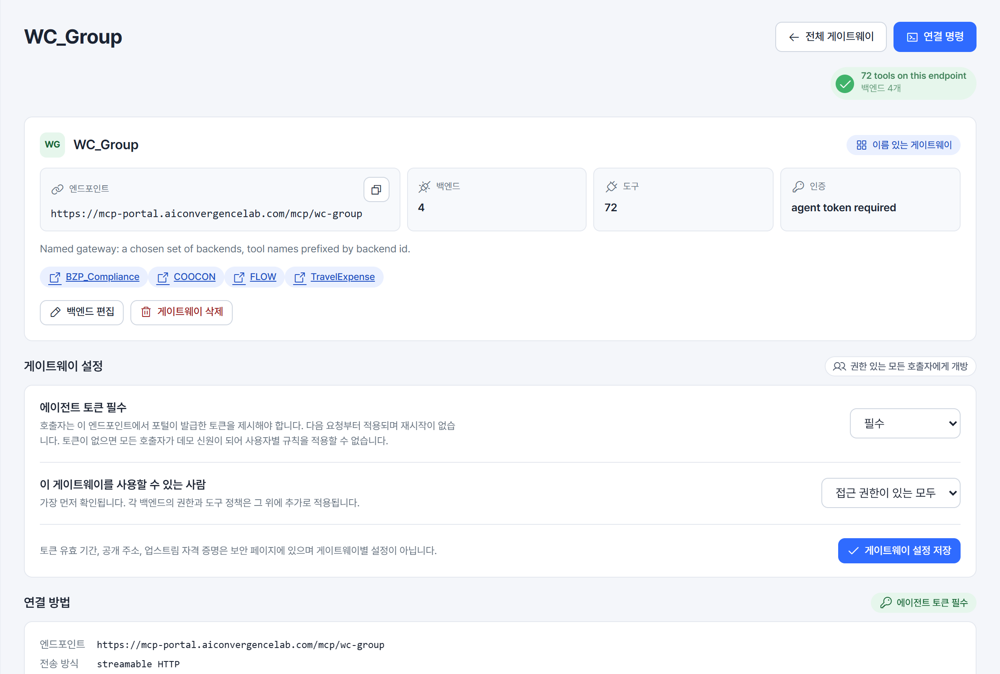 WC_Group
전체 게이트웨이
연결 명령
72 tools on this endpoint
백엔드 4개
WG
WC_Group
이름 있는 게이트웨이
엔드포인트
https://mcp-portal.aiconvergencelab.com/mcp/wc-group
백엔드
4
도구
72
인증
agent token required
Named gateway: a chosen set of backends, tool names prefixed by backend id.
BZP_Compliance
COOCON
FLOW
TravelExpense
백엔드 편집
게이트웨이 삭제
게이트웨이 설정
권한 있는 모든 호출자에게 개방
에이전트 토큰 필수
호출자는 이 엔드포인트에서 포털이 발급한 토큰을 제시해야 합니다. 다음 요청부터 적용되며 재시작이 없습
니다. 토큰이 없으면 모든 호출자가 데모 신원이 되어 사용자별 규칙을 적용할 수 없습니다.
필수
이 게이트웨이를 사용할 수 있는 사람
가장 먼저 확인됩니다. 각 백엔드의 권한과 도구 정책은 그 위에 추가로 적용됩니다.
접근 권한이 있는 모두
토큰 유효 기간, 공개 주소, 업스트림 자격 증명은 보안 페이지에 있으며 게이트웨이별 설정이 아닙니다.
게이트웨이 설정 저장
연결 방법
에이전트 토큰 필수
엔드포인트 https://mcp-portal.aiconvergencelab.com/mcp/wc-group
전송 방식 streamable HTTP